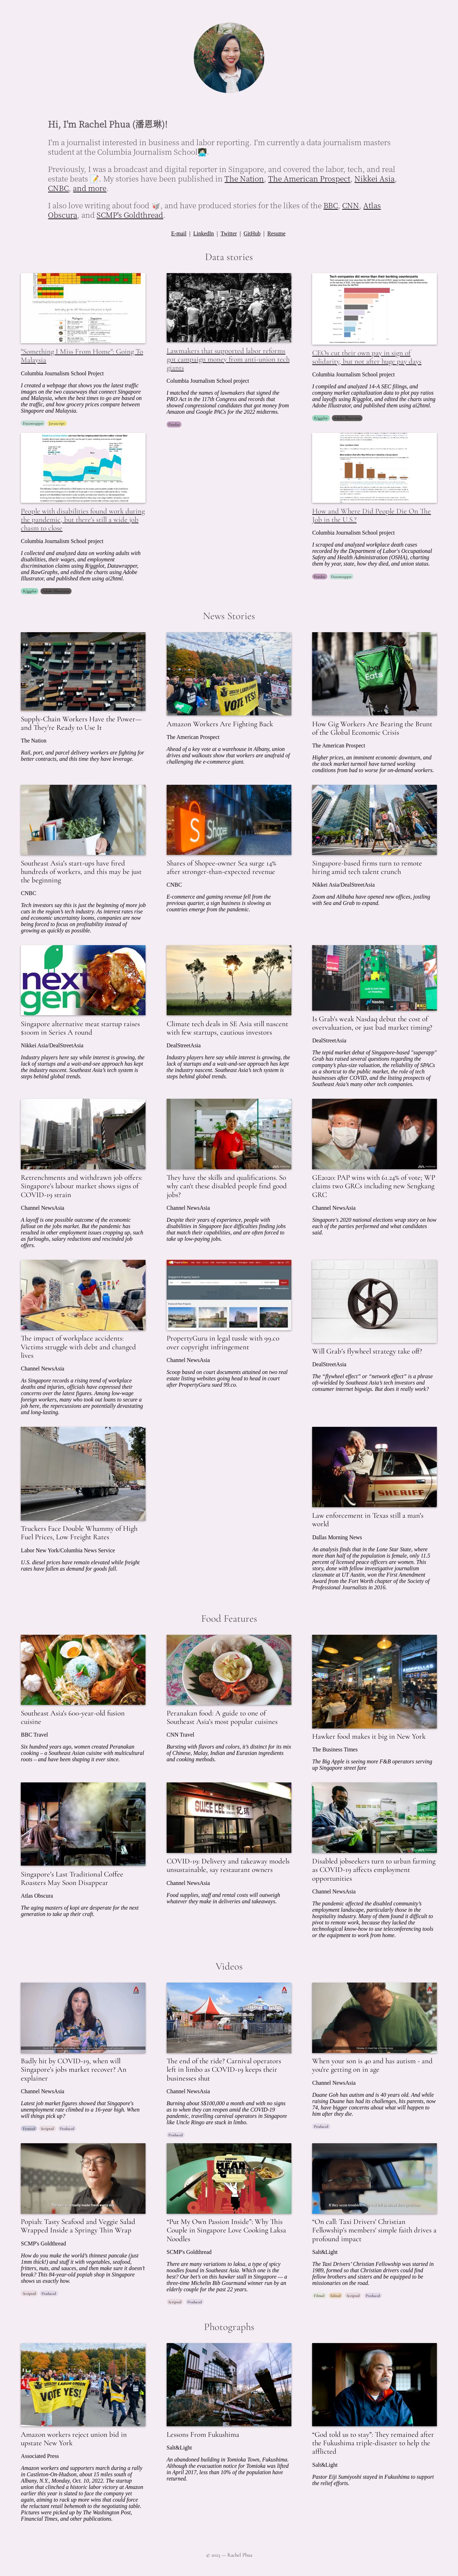 Hi, I'm Rachel Phua (潘恩琳)!
I'm a journalist interested in business and labor reporting. I'm currently a data journalism masters
student at the Columbia Journalism School
Previously, I was a broadcast and digital reporter in Singapore, and covered the labor, tech, and real
estate beats. My stories have been published in The Nation, The American Prospect, Nikkei Asia,
CNBC, and more.
I also love writing about food, and have produced stories for the likes of the BBC, CNN, Atlas
Obscura, and SCMP's Goldthread.
E-mail | LinkedIn | Twitter | GitHub | Resume
Data stories
"Something I Miss From Home": Going To
Malaysia
Columbia Journalism School Project
I created a webpage that shows you the latest traffic
images on the two causeways that connect Singapore
and Malaysia, when the best times to go are based on
the traffic, and how grocery prices compare between
Singapore and Malaysia.
Datawrapper Javascript
Lawmakers that supported labor reforms
got campaign money from anti-union tech
giants
Columbia Journalism School project
I matched the names of lawmakers that signed the
PRO Act in the 117th Congress and records that
showed congressional candidates who got money from
Amazon and Google PACs for the 2022 midterms.
Pandas
CEOs cut their own pay in sign of
solidarity, but not after huge pay days
Columbia Journalism School project
I compiled and analyzed 14-A SEC filings, and
company market capitalization data to plot pay ratios
and layoffs using R/ggplot, and edited the charts using
Adobe Illustrator, and published them using ai2html.
R/ggplot Adobe Illustrator
People with disabilities found work during
the pandemic, but there's still a wide job
chasm to close
Columbia Journalism School project
I collected and analyzed data on working adults with
disabilities, their wages, and employment
discrimination claims using R/ggplot, Datawrapper,
and RawGraphs, and edited the charts using Adobe
Illustrator, and published them using ai2html.
R/ggplot Adobe Illustrator
How and Where Did People Die On The
Job in the U.S.?
Columbia Journalism School project
I scraped and analyzed workplace death cases
recorded by the Department of Labor's Occupational
Safety and Health Administration (OSHA), charting
them by year, state, how they died, and union status.
Pandas Datawrapper
News Stories
Supply-Chain Workers Have the Power—
and They're Ready to Use It
The Nation
Rail, port, and parcel delivery workers are fighting for
better contracts, and this time they have leverage.
Amazon Workers Are Fighting Back
The American Prospect
Ahead of a key vote at a warehouse in Albany, union
drives and walkouts show that workers are unafraid of
challenging the e-commerce giant.
How Gig Workers Are Bearing the Brunt
of the Global Economic Crisis
The American Prospect
Higher prices, an imminent economic downturn, and
the stock market turmoil have turned working
conditions from bad to worse for on-demand workers.
Southeast Asia's start-ups have fired
hundreds of workers, and this may be just
the beginning
CNBC
Tech investors say this is just the beginning of more job
cuts in the region's tech industry. As interest rates rise
and economic uncertainty looms, companies are now
being forced to focus on profitability instead of
growing as quickly as possible.
Shares of Shopee-owner Sea surge 14%
after stronger-than-expected revenue
CNBC
E-commerce and gaming revenue fell from the
previous quarter, a sign business is slowing as
countries emerge from the pandemic.
Singapore-based firms turn to remote
hiring amid tech talent crunch
Nikkei Asia/DealStreetAsia
Zoom and Alibaba have opened new offices, jostling
with Sea and Grab to expand.
next
gen
Singapore alternative meat startup raises
$100m in Series A round
Nikkei Asia/DealStreetAsia
Industry players here say while interest is growing, the
lack of startups and a wait-and-see approach has kept
the industry nascent. Southeast Asia's tech system is
steps behind global trends.
Climate tech deals in SE Asia still nascent
with few startups, cautious investors
DealStreetAsia
Industry players here say while interest is growing, the
lack of startups and a wait-and-see approach has kept
the industry nascent. Southeast Asia's tech system is
steps behind global trends.
Is Grab's weak Nasdaq debut the cost of
overvaluation, or just bad market timing?
DealStreetAsia
The tepid market debut of Singapore-based "superapp"
Grab has raised several questions regarding the
company's plus-size valuation, the reliability of SPACs
as a shortcut to the public market, the role of tech
businesses after COVID, and the listing prospects of
Southeast Asia's many other tech companies.
Retrenchments and withdrawn job offers:
Singapore's labour market shows signs of
COVID-19 strain
Channel NewsAsia
A layoff is one possible outcome of the economic
fallout on the jobs market. But the pandemic has
resulted in other employment issues cropping up, such
as furloughs, salary reductions and rescinded job
offers.
They have the skills and qualifications. So
why can't these disabled people find good
jobs?
Channel NewsAsia
Despite their years of experience, people with
disabilities in Singapore face difficulties finding jobs
that match their capabilities, and are often forced to
take up low-paying jobs.
GE2020: PAP wins with 61.24% of vote; WP
claims two GRCs including new Sengkang
GRC
Channel NewsAsia
Singapore's 2020 national elections wrap story on how
each of the parties performed and what candidates
said.
The impact of workplace accidents:
Victims struggle with debt and changed
lives
Channel NewsAsia
As Singapore records a rising trend of workplace
deaths and injuries, officials have expressed their
concerns over the latest figures. Among low-wage
foreign workers, many who took out loans to secure a
job here, the repercussions are potentially devastating
and long-lasting.
PropertyGuru in legal tussle with 99.co
over copyright infringement
Channel NewsAsia
Scoop based on court documents attained on two real
estate listing websites going head to head in court
after PropertyGuru sued 99.co.
Will Grab's flywheel strategy take off?
DealStreetAsia
The "flywheel effect" or "network effect" is a phrase
oft-wielded by Southeast Asia's tech investors and
consumer internet bigwigs. But does it really work?
Truckers Face Double Whammy of High
Fuel Prices, Low Freight Rates
Labor New York/Columbia News Service
U.S. diesel prices have remain elevated while freight
rates have fallen as demand for goods fall.
SHERIFF
Law enforcement in Texas still a man's
world
Dallas Morning News
An analysis finds that in the Lone Star State, where
more than half of the population is female, only 11.5
percent of licensed peace officers are women. This
story, done with fellow investigative journalism
classmate at UT Austin, won the First Amendment
Award from the Fort Worth chapter of the Society of
Professional Journalists in 2016.
Food Features
Southeast Asia's 600-year-old fusion
cuisine
BBC Travel
Six hundred years ago, women created Peranakan
cooking – a Southeast Asian cuisine with multicultural
roots – and have been shaping it ever since.
Peranakan food: A guide to one of
Southeast Asia's most popular cuisines
CNN Travel
Bursting with flavors and colors, it's distinct for its mix
of Chinese, Malay, Indian and Eurasian ingredients
and cooking methods.
Hawker food makes it big in New York
The Business Times
The Big Apple is seeing more F&B operators serving
up Singapore street fare
Singapore's Last Traditional Coffee
Roasters May Soon Disappear
Atlas Obscura
The aging masters of kopi are desperate for the next
generation to take up their craft.
COVID-19: Delivery and takeaway models
unsustainable, say restaurant owners
Channel NewsAsia
Food supplies, staff and rental costs will outweigh
whatever they make in deliveries and takeaways.
Disabled jobseekers turn to urban farming
as COVID-19 affects employment
opportunities
Channel NewsAsia
The pandemic affected the disabled community's
employment landscape, particularly those in the
hospitality industry. Many of them found it difficult to
pivot to remote work, because they lacked the
technological know-how to use teleconferencing tools
or the equipment to work from home.
Videos
Badly hit by COVID-19, when will
Singapore's jobs market recover? An
explainer
Channel NewsAsia
Latest job market figures showed that Singapore's
unemployment rate climbed to a 16-year high. When
will things pick up?
Fronted Scripted Produced
The end of the ride? Carnival operators
left in limbo as COVID-19 keeps their
businesses shut
Channel NewsAsia
Burning about S$100,000 a month and with no signs
as to when they can reopen amid the COVID-19
pandemic, travelling carnival operators in Singapore
like Uncle Ringo are stuck in limbo.
Produced
When your son is 40 and has autism - and
you're getting on in age
Channel NewsAsia
Duane Goh has autism and is 40 years old. And while
raising Duane has had its challenges, his parents, now
74, have bigger concerns about what will happen to
him after they die.
Produced
Popiah: Tasty Seafood and Veggie Salad
Wrapped Inside a Springy Thin Wrap
SCMP's Goldthread
How do you make the world's thinnest pancake (just
1mm thick) and stuff it with vegetables, seafood,
fritters, nuts, and sauces, and then make sure it doesn't
break? This 84-year-old popiah shop in Singapore
shows us exactly how.
Scripted Produced
"Put My Own Passion Inside": Why This
Couple in Singapore Love Cooking Laksa
Noodles
SCMP's Goldthread
There are many variations to laksa, a type of spicy
noodles found in Southeast Asia. Which one is the
best? Our bet's on this hawker stall in Singapore — a
three-time Michelin Bib Gourmand winner run by an
elderly couple for the past 22 years.
Scripted Produced
"On call: Taxi Drivers' Christian
Fellowship's members' simple faith drives a
profound impact
Salt&Light
The Taxi Drivers' Christian Fellowship was started in
1989, formed so that Christian drivers could find
fellow brothers and sisters and be equipped to be
missionaries on the road.
Filmed Edited Scripted Produced
Photographs
Amazon workers reject union bid in
upstate New York
Associated Press
Amazon workers and supporters march during a rally
in Castleton-On-Hudson, about 15 miles south of
Albany, N.Y., Monday, Oct. 10, 2022. The startup
union that clinched a historic labor victory at Amazon
earlier this year is slated to face the company yet
again, aiming to rack up more wins that could force
the reluctant retail behemoth to the negotiating table.
Pictures were picked up by The Washington Post,
Financial Times, and other publications.
Lessons From Fukushima
Salt&Light
An abandoned building in Tomioka Town, Fukushima.
Although the evacuation notice for Tomioka was lifted
in April 2017, less than 10% of the population have
returned.
"God told us to stay": They remained after
the Fukushima triple-disaster to help the
afflicted
Salt&Light
Pastor Eiji Sumiyoshi stayed in Fukushima to support
the relief efforts.
© 2023 — Rachel Phua